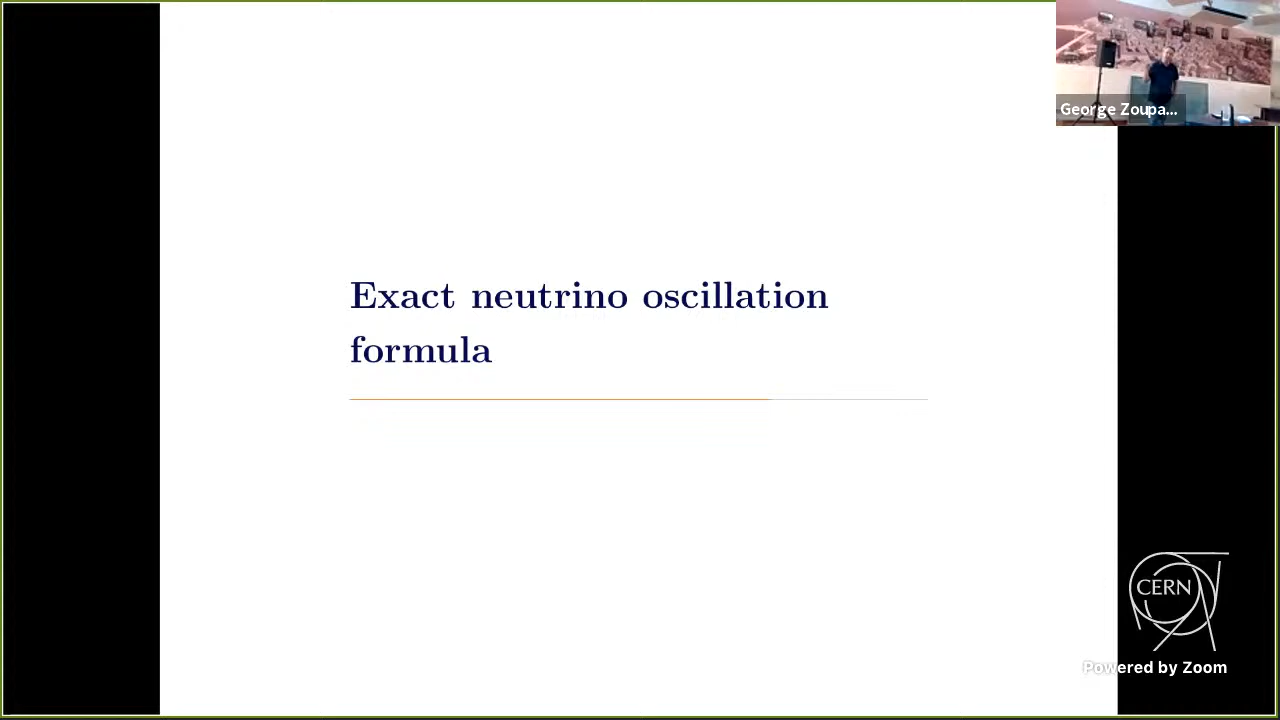 George Zoupa...
Exact neutrino oscillation
formula
CERN
Powered by Zoom